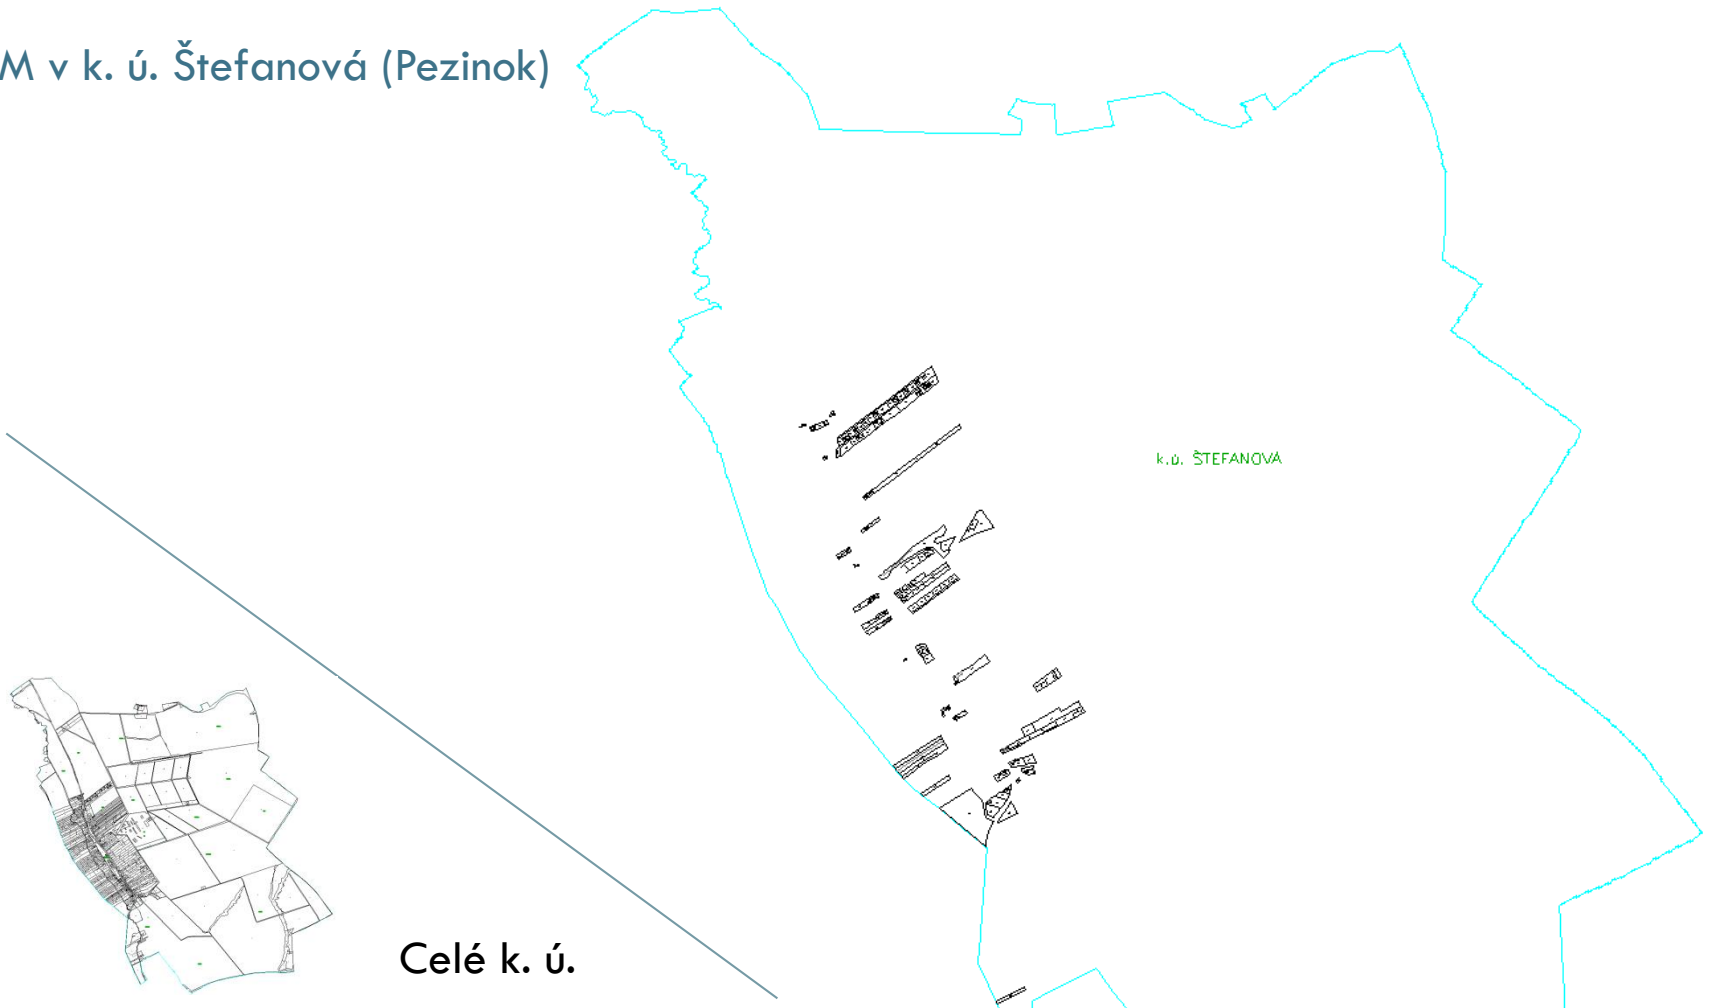 M v k. ú. Štefanová (Pezinok)
k.ú. ŠTEFANOVÁ
Celé k. ú.